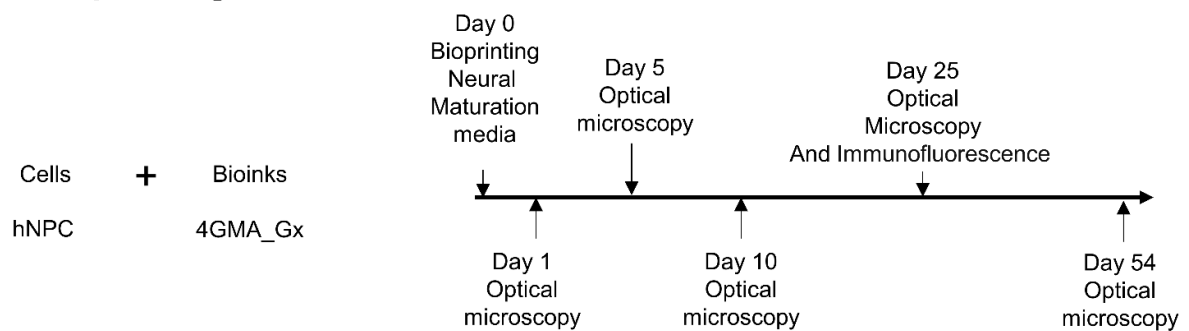 Day 0
Bioprinting
Neural
Maturation
media
Day 5
Optical
microscopy
Day 25
Optical
Microscopy
And Immunofluorescence
Cells + Bioinks
hNPC 4GMA_Gx
Day 1
Optical
microscopy
Day 10
Optical
microscopy
Day 54
Optical
microscopy